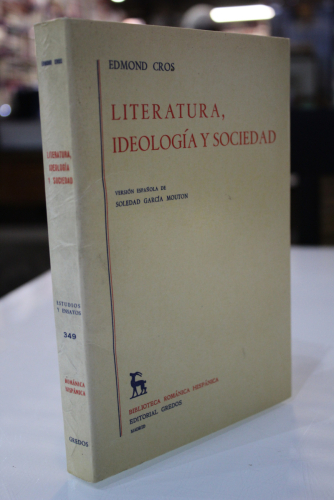 EDMOND CROS
LITERATURA,
IDEOLOGÍA Y SOCIEDAD
VERSIÓN ESPAÑOLA DE
SOLEDAD GARCÍA MOUTON
BIBLIOTECA ROMÁNICA HISPÁNICA
EDITORIAL GREDOS
MADRID
EDMOND CROS
LITERATURA,
IDEOLOGÍA
Y SOCIEDAD
ESTUDIOS
Y ENSAYOS
349
ROMÁNICA
HISPÁNICA
GREDOS